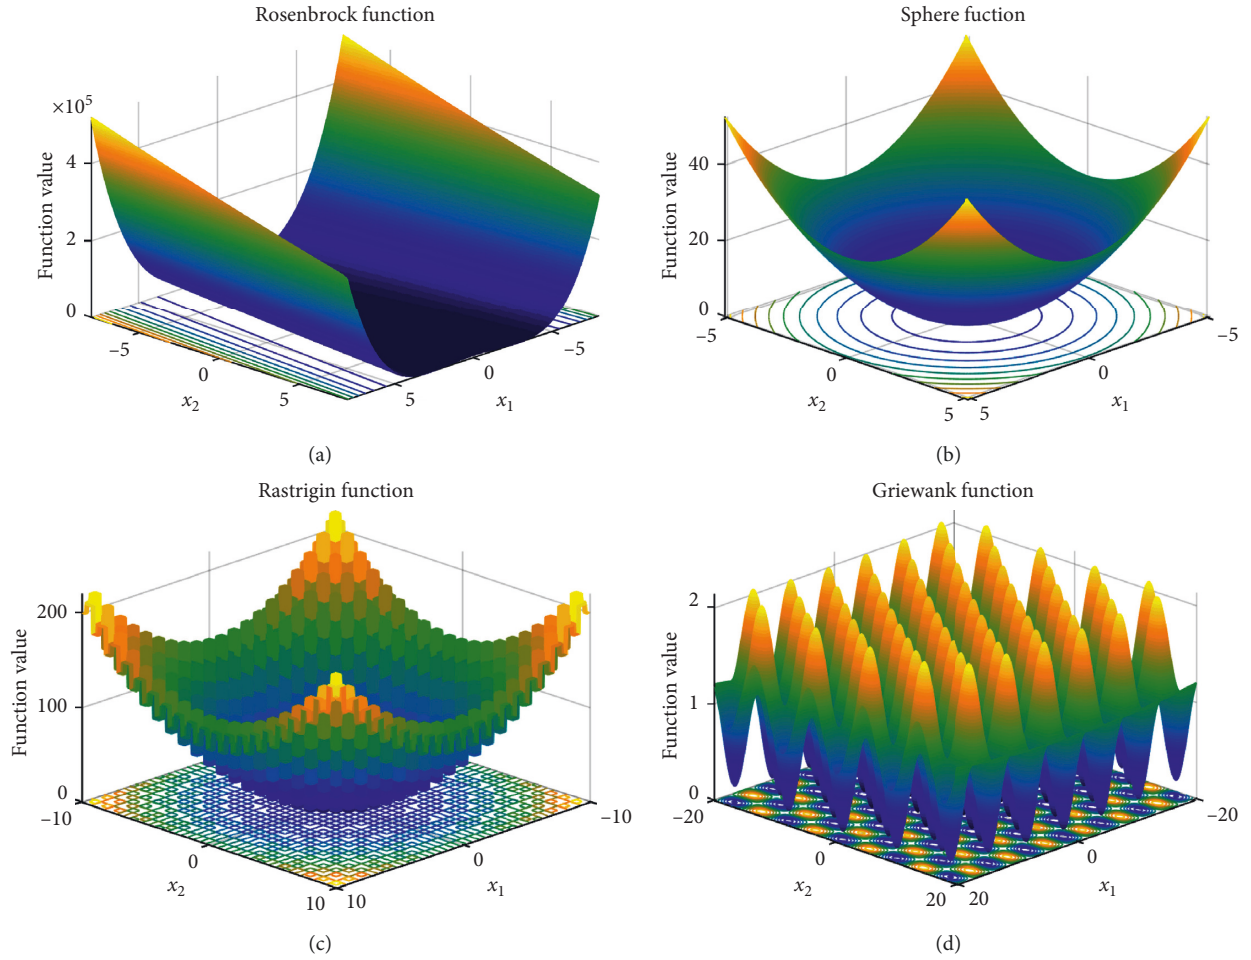 Rosenbrock function
×10⁵
Function value
4
2
0
−5
0
5
x₂
5
0
−5
x₁
(a)
Sphere fuction
Function value
40
20
0
−5
0
5
x₂
5
0
−5
x₁
(b)
Rastrigin function
Function value
200
100
0
−10
0
10
x₂
10
0
−10
x₁
(c)
Griewank function
Function value
2
1
0
−20
0
20
x₂
20
0
−20
x₁
(d)